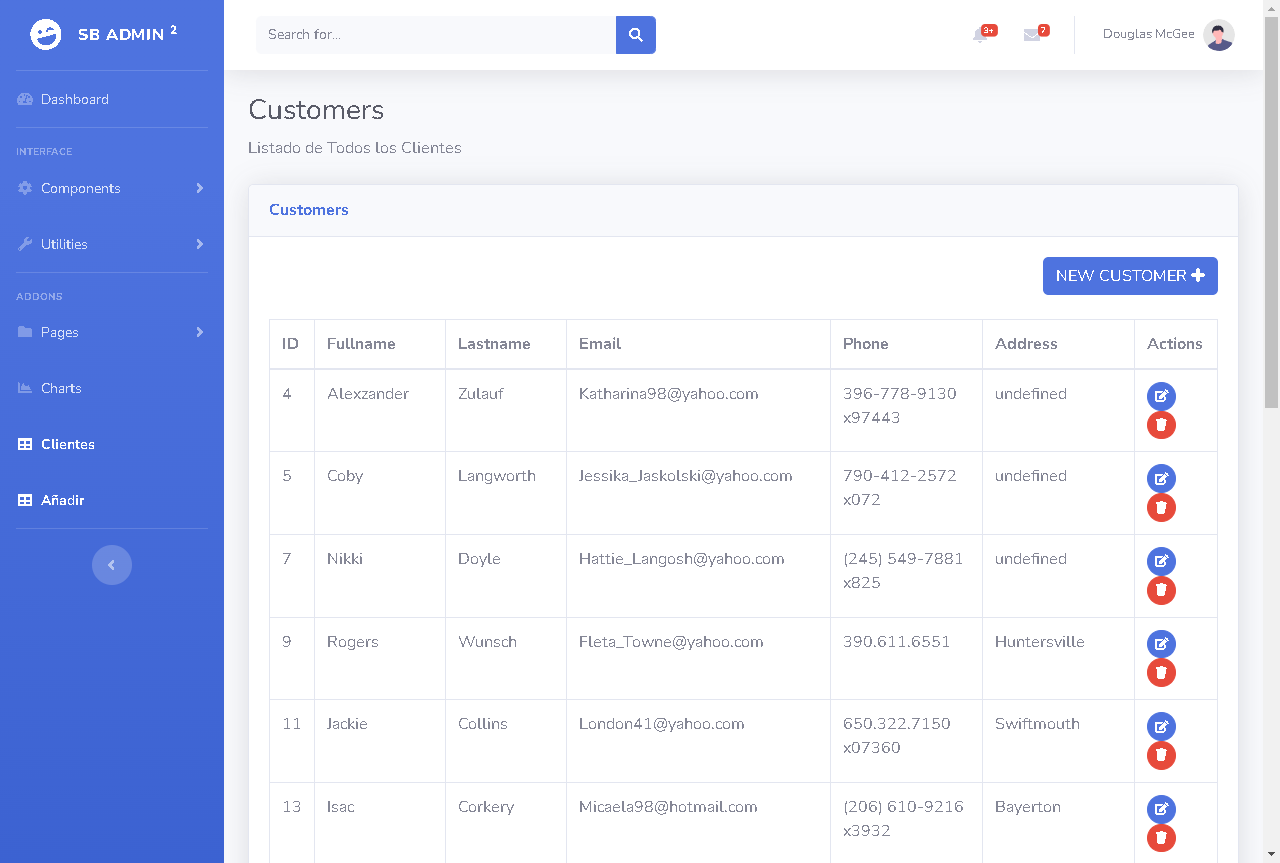 SB ADMIN 2
Search for...
3+
7
Douglas McGee
Dashboard
INTERFACE
Components
Utilities
ADDONS
Pages
Charts
Clientes
Añadir
Customers
Listado de Todos los Clientes
Customers
NEW CUSTOMER
ID Fullname Lastname Email Phone Address Actions
4 Alexzander Zulauf Katharina98@yahoo.com 396-778-9130 undefined
x97443
5 Coby Langworth Jessika_Jaskolski@yahoo.com 790-412-2572 undefined
x072
7 Nikki Doyle Hattie_Langosh@yahoo.com (245) 549-7881 undefined
x825
9 Rogers Wunsch Fleta_Towne@yahoo.com 390.611.6551 Huntersville
11 Jackie Collins London41@yahoo.com 650.322.7150 Swiftmouth
x07360
13 Isac Corkery Micaela98@hotmail.com (206) 610-9216 Bayerton
x3932